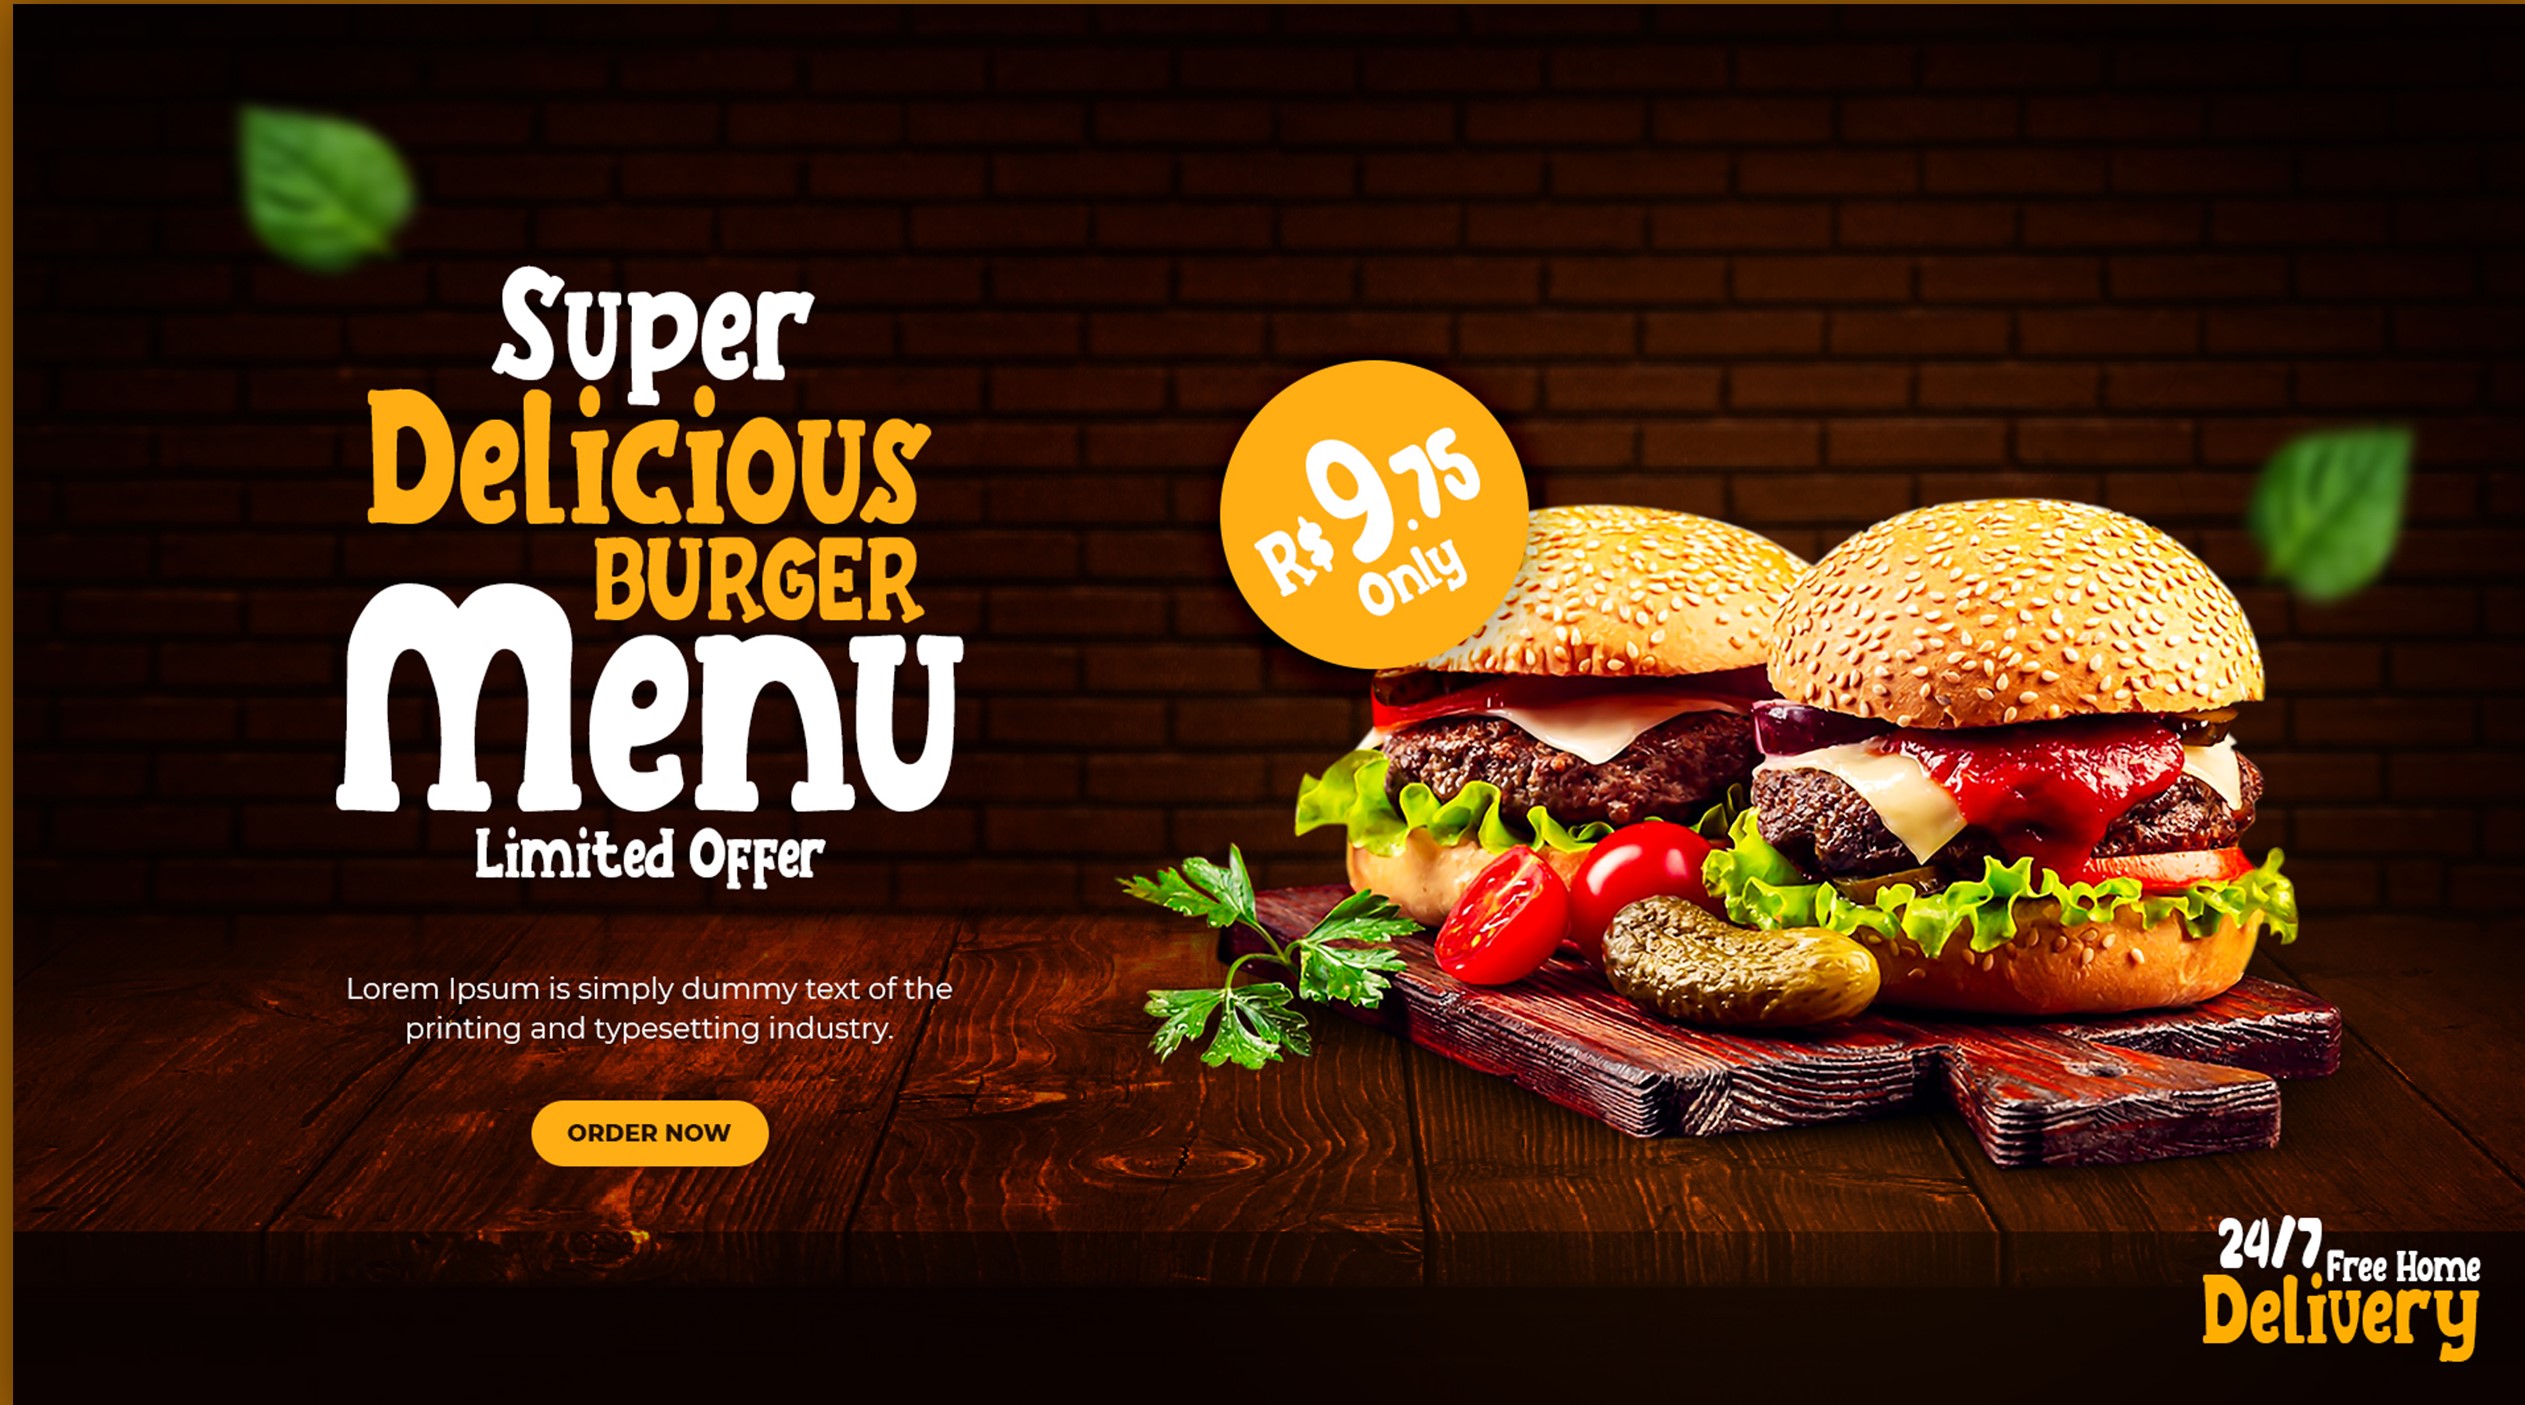 Super
Delicious
BURGER
Menu
Limited Offer
Lorem Ipsum is simply dummy text of the
printing and typesetting industry.
ORDER NOW
R$9.75
Only
24/7 Free Home
Delivery